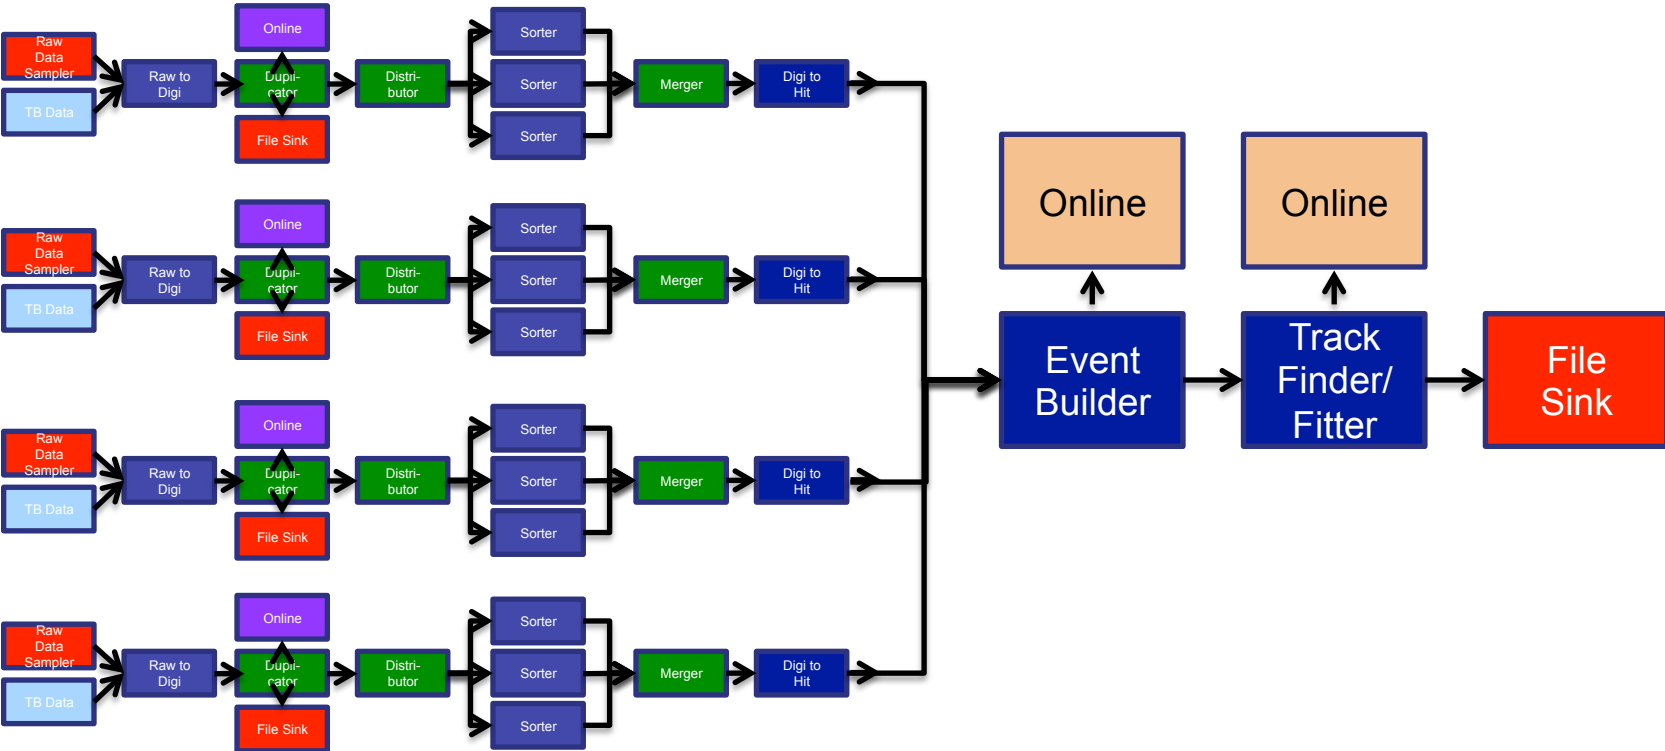 Raw
Data
Sampler
TB Data
Raw to
Digi
Online
Dupli-
cator
File Sink
Distri-
butor
Sorter
Sorter
Sorter
Merger
Digi to
Hit
Raw
Data
Sampler
TB Data
Raw to
Digi
Online
Dupli-
cator
File Sink
Distri-
butor
Sorter
Sorter
Sorter
Merger
Digi to
Hit
Raw
Data
Sampler
TB Data
Raw to
Digi
Online
Dupli-
cator
File Sink
Distri-
butor
Sorter
Sorter
Sorter
Merger
Digi to
Hit
Raw
Data
Sampler
TB Data
Raw to
Digi
Online
Dupli-
cator
File Sink
Distri-
butor
Sorter
Sorter
Sorter
Merger
Digi to
Hit
Online
Event
Builder
Online
Track
Finder/
Fitter
File
Sink